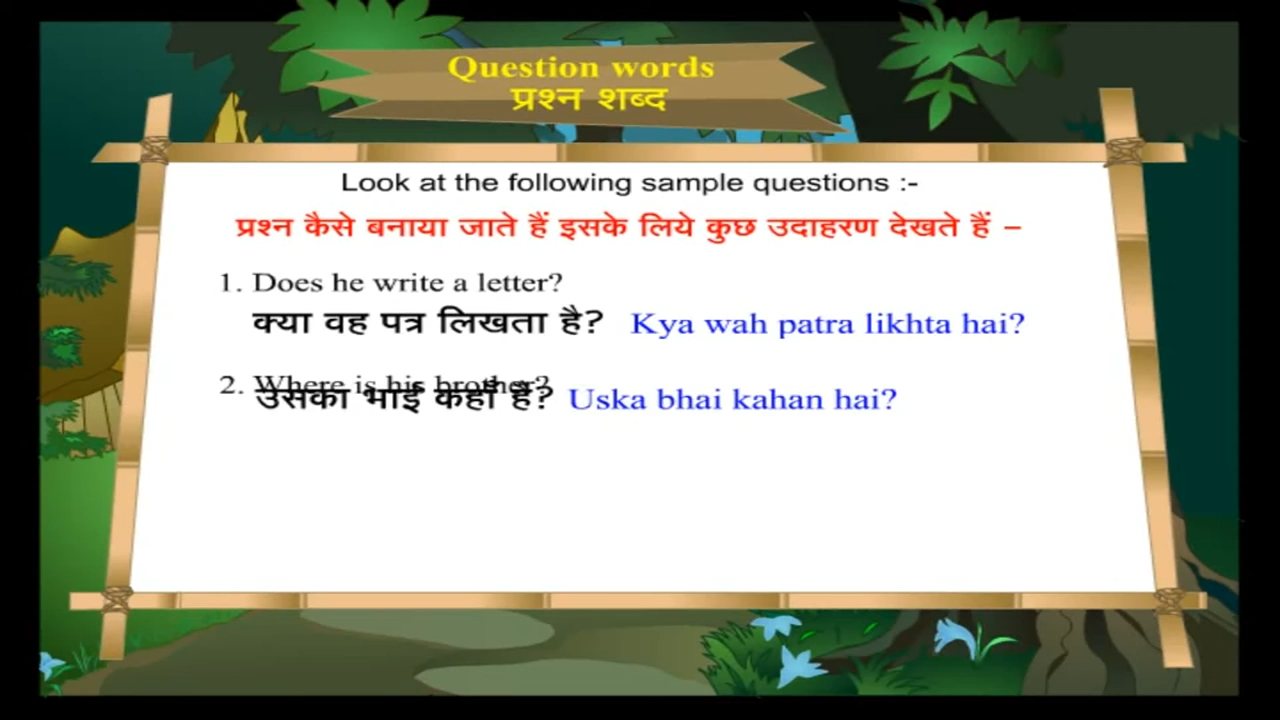 Question words
प्रश्न शब्द
Look at the following sample questions :-
प्रश्न कैसे बनाया जाते हैं इसके लिये कुछ उदाहरण देखते हैं –
1. Does he write a letter?
क्या वह पत्र लिखता है? Kya wah patra likhta hai?
2. Where is his brother?
उसका भाई कहाँ है? Uska bhai kahan hai?